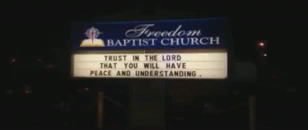 Freedom
BAPTIST CHURCH
TRUST IN THE LORD
THAT YOU WILL HAVE
PEACE AND UNDERSTANDING.